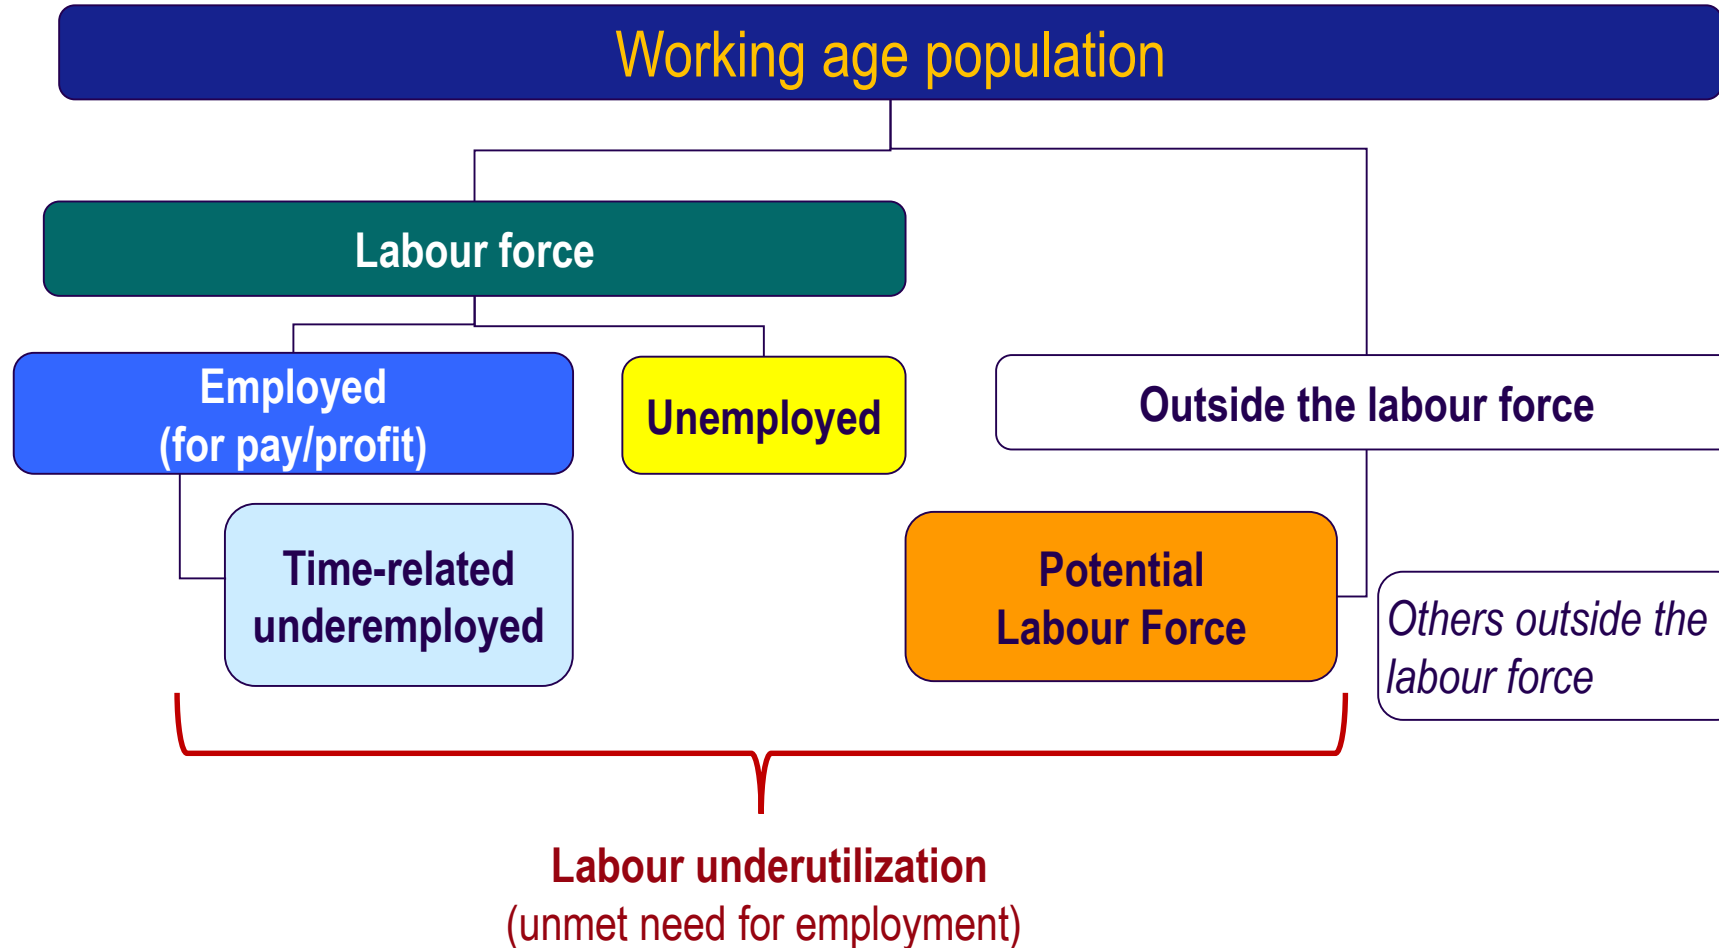 Working age population
Labour force
Employed
(for pay/profit)
Unemployed
Outside the labour force
Time-related
underemployed
Potential
Labour Force
Others outside the
labour force
Labour underutilization
(unmet need for employment)